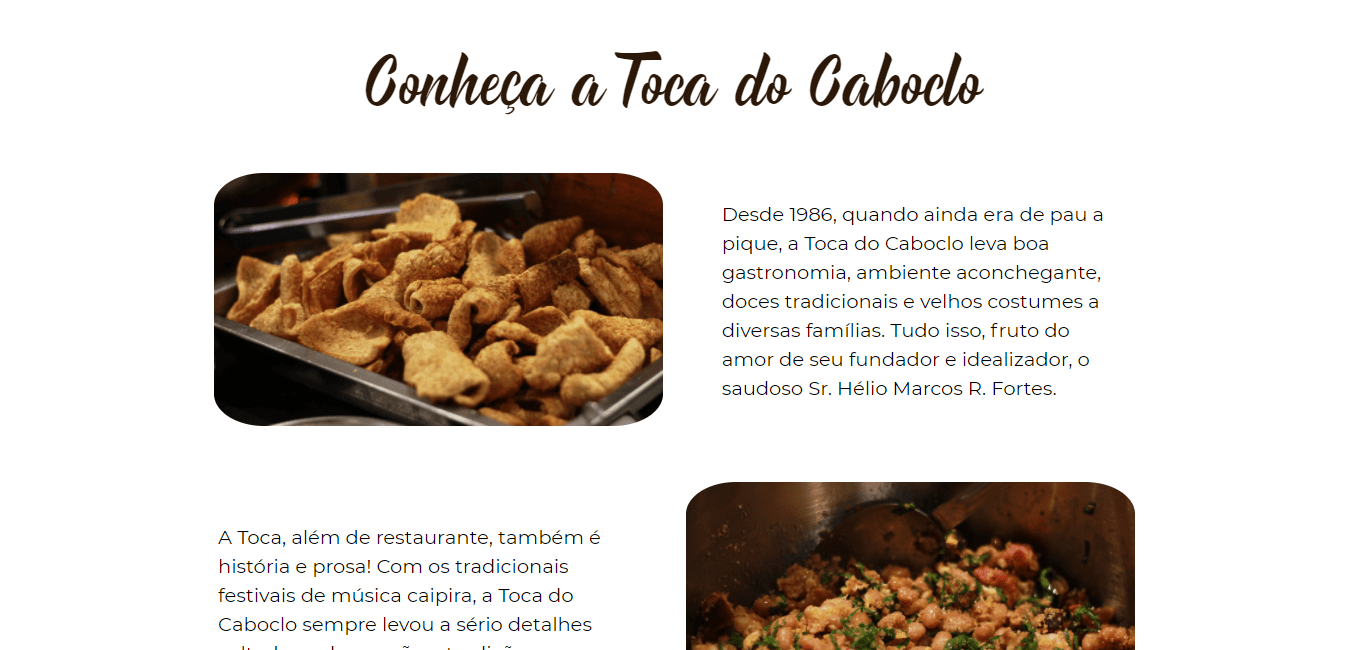 Conheça a Toca do Caboclo
Desde 1986, quando ainda era de pau a
pique, a Toca do Caboclo leva boa
gastronomia, ambiente aconchegante,
doces tradicionais e velhos costumes a
diversas famílias. Tudo isso, fruto do
amor de seu fundador e idealizador, o
saudoso Sr. Hélio Marcos R. Fortes.
A Toca, além de restaurante, também é
história e prosa! Com os tradicionais
festivais de música caipira, a Toca do
Caboclo sempre levou a sério detalhes